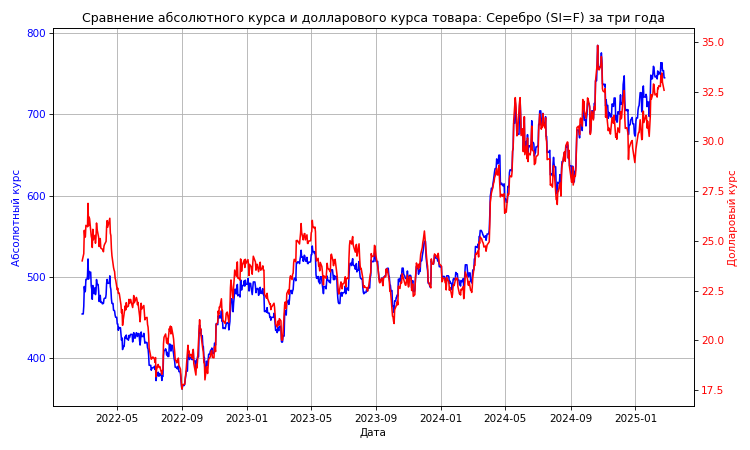 Сравнение абсолютного курса и долларового курса товара: Серебро (SI=F) за три года
800
700
600
500
400
Абсолютный курс
35.0
32.5
30.0
27.5
25.0
22.5
20.0
17.5
Долларовый курс
2022-05 2022-09 2023-01 2023-05 2023-09 2024-01 2024-05 2024-09 2025-01
Дата